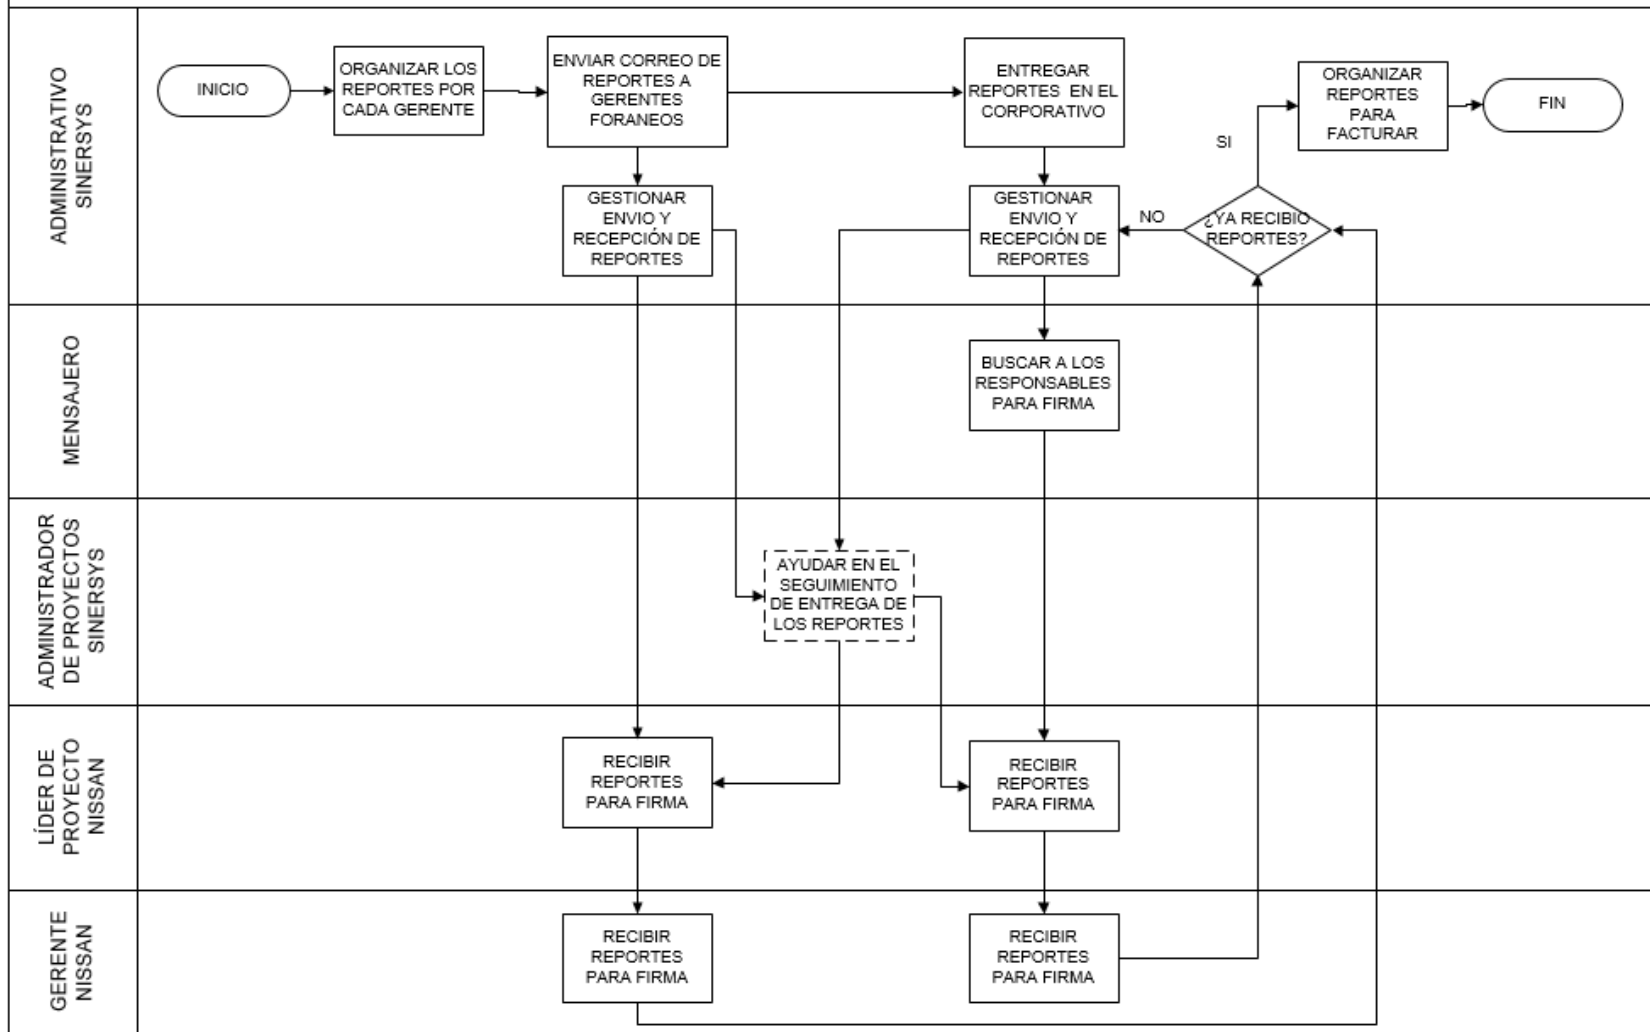 ADMINISTRATIVO
SINERSYS
INICIO
ORGANIZAR LOS
REPORTES POR
CADA GERENTE
ENVIAR CORREO DE
REPORTES A
GERENTES
FORANEOS
ENTREGAR
REPORTES EN EL
CORPORATIVO
ORGANIZAR
REPORTES
PARA
FACTURAR
FIN
SI
GESTIONAR
ENVIO Y
RECEPCIÓN DE
REPORTES
GESTIONAR
ENVIO Y
RECEPCIÓN DE
REPORTES
NO
¿YA RECIBIO
REPORTES?
MENSAJERO
BUSCAR A LOS
RESPONSABLES
PARA FIRMA
ADMINISTRADOR
DE PROYECTOS
SINERSYS
AYUDAR EN EL
SEGUIMIENTO
DE ENTREGA DE
LOS REPORTES
LÍDER DE
PROYECTO
NISSAN
RECIBIR
REPORTES
PARA FIRMA
RECIBIR
REPORTES
PARA FIRMA
GERENTE
NISSAN
RECIBIR
REPORTES
PARA FIRMA
RECIBIR
REPORTES
PARA FIRMA